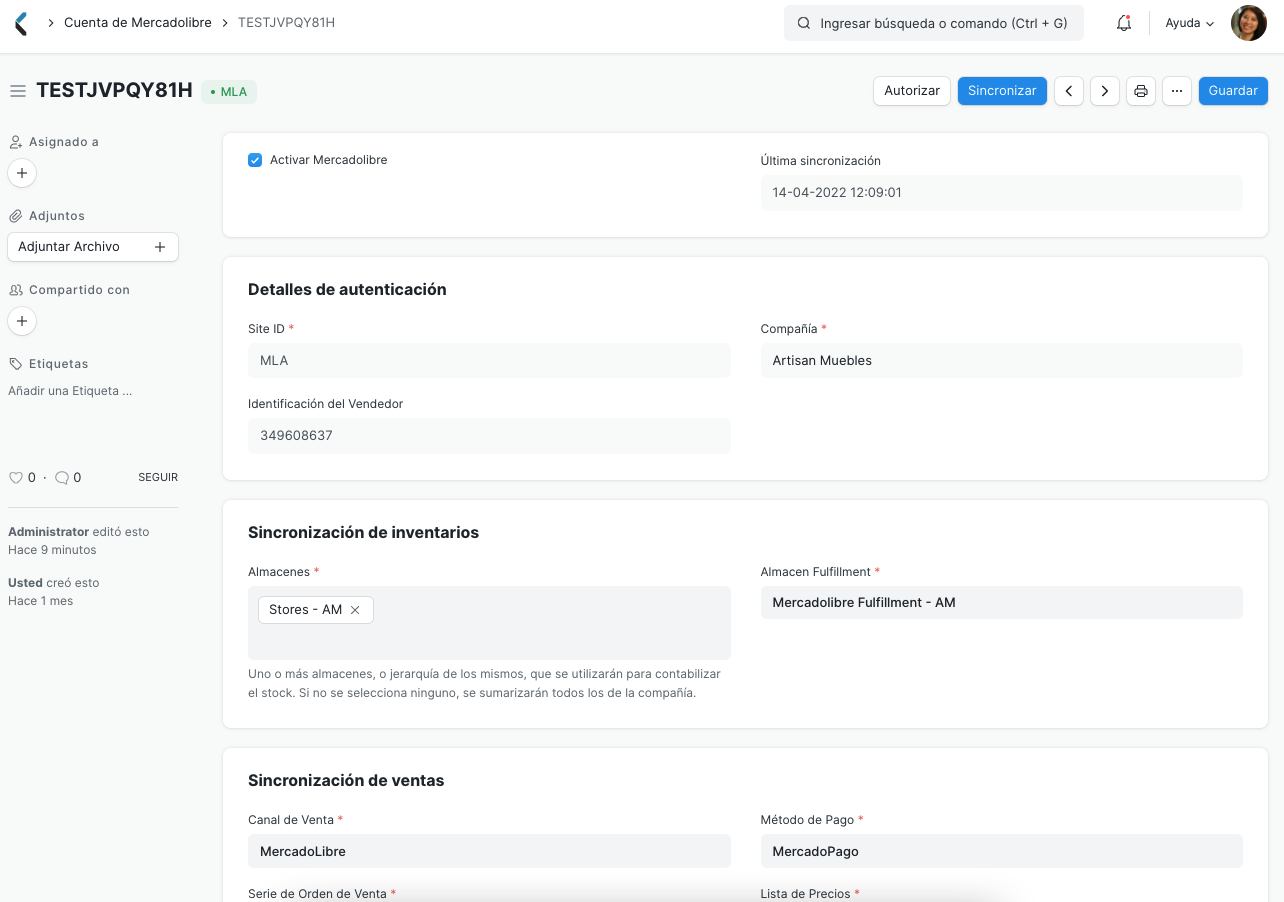 Cuenta de Mercadolibre
TESTJVPQY81H
Ingresar búsqueda o comando (Ctrl + G)
Ayuda
TESTJVPQY81H
• MLA
Autorizar
Sincronizar
···
Guardar
Asignado a
Adjuntos
Adjuntar Archivo
Compartido con
Etiquetas
Añadir una Etiqueta ...
0 · 0
SEGUIR
Administrator editó esto
Hace 9 minutos
Usted creó esto
Hace 1 mes
Activar Mercadolibre
Última sincronización
14-04-2022 12:09:01
Detalles de autenticación
Site ID *
MLA
Compañía *
Artisan Muebles
Identificación del Vendedor
349608637
Sincronización de inventarios
Almacenes *
Stores - AM
Uno o más almacenes, o jerarquía de los mismos, que se utilizarán para contabilizar
el stock. Si no se selecciona ninguno, se sumarizarán todos los de la compañía.
Almacen Fulfillment *
Mercadolibre Fulfillment - AM
Sincronización de ventas
Canal de Venta *
MercadoLibre
Método de Pago *
MercadoPago
Serie de Orden de Venta *
Lista de Precios *